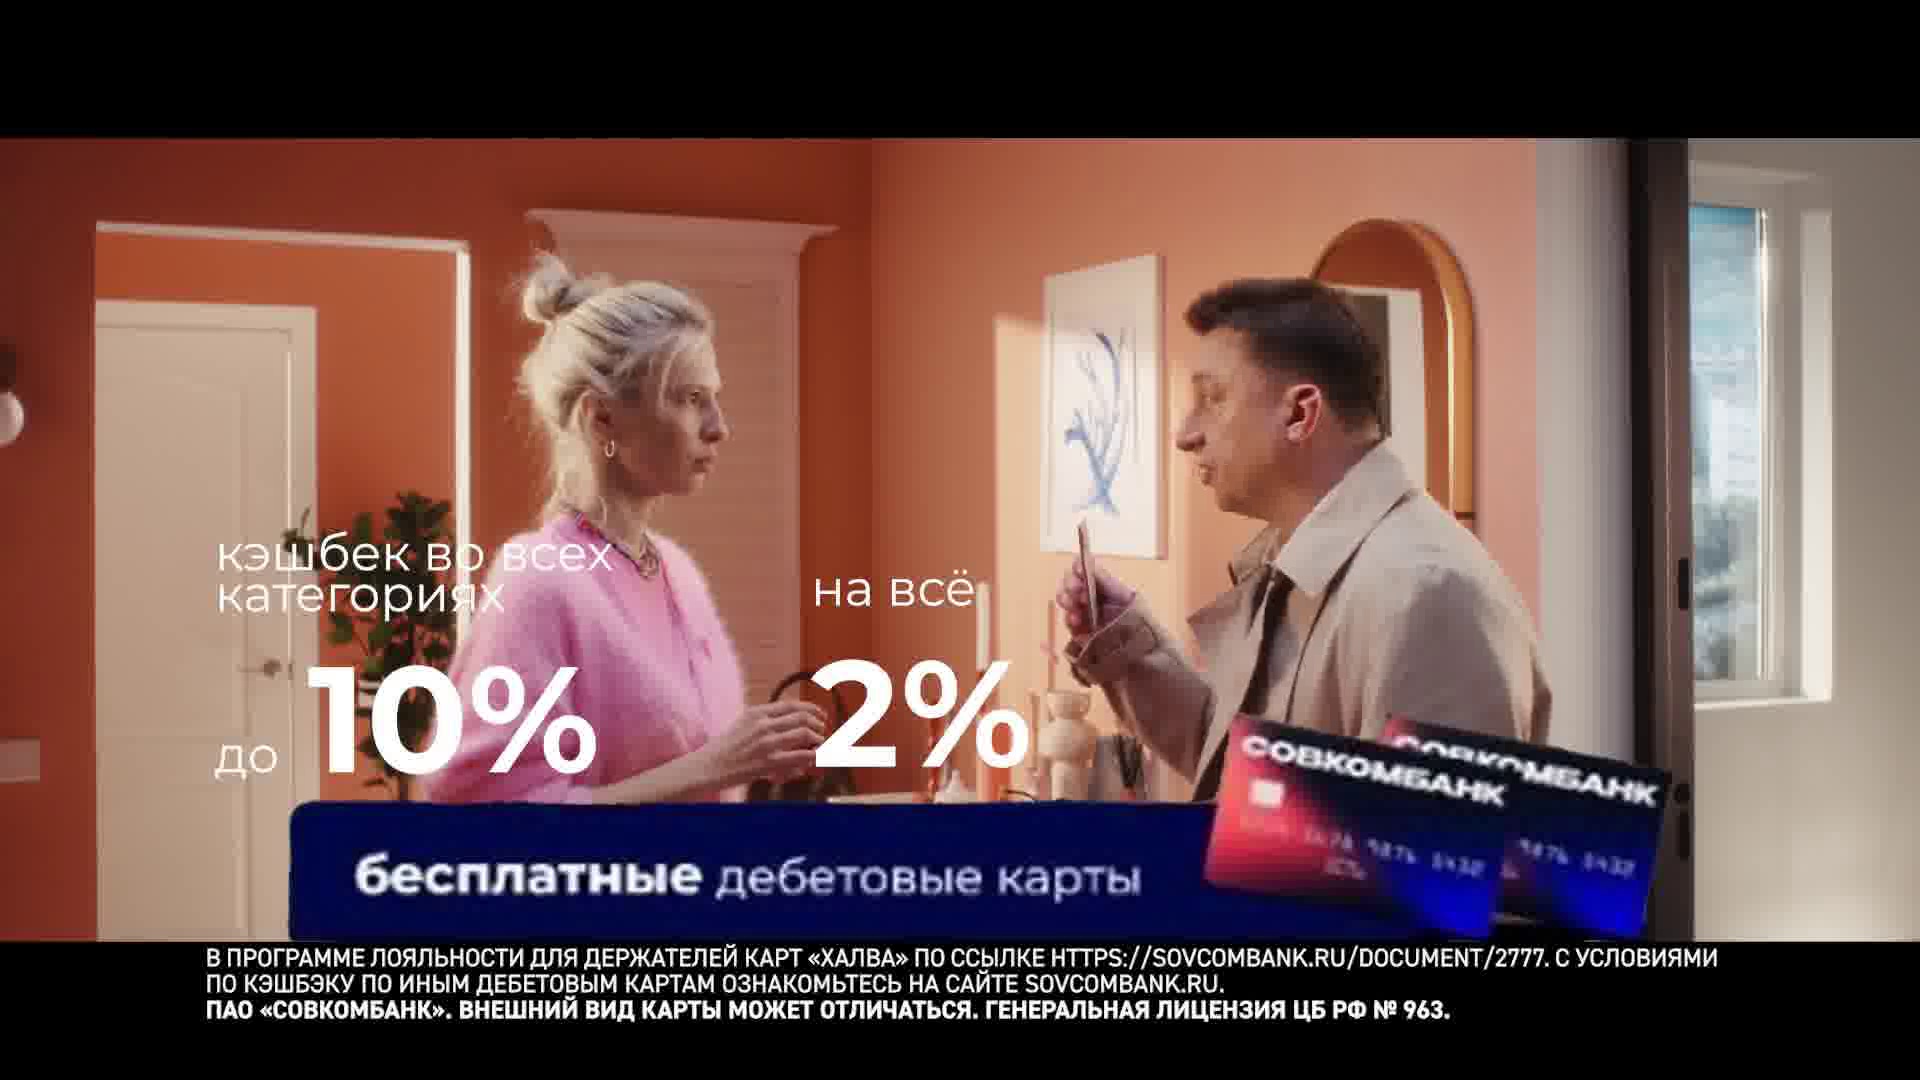 кэшбек во всех
категориях
до 10%
на всё
2%
бесплатные дебетовые карты
СОВКОМБАНК
СОВКОМБАНК
В ПРОГРАММЕ ЛОЯЛЬНОСТИ ДЛЯ ДЕРЖАТЕЛЕЙ КАРТ «ХАЛВА» ПО ССЫЛКЕ HTTPS://SOVCOMBANK.RU/DOCUMENT/2777. С УСЛОВИЯМИ
ПО КЭШБЭКУ ПО ИНЫМ ДЕБЕТОВЫМ КАРТАМ ОЗНАКОМЬТЕСЬ НА САЙТЕ SOVCOMBANK.RU.
ПАО «СОВКОМБАНК». ВНЕШНИЙ ВИД КАРТЫ МОЖЕТ ОТЛИЧАТЬСЯ. ГЕНЕРАЛЬНАЯ ЛИЦЕНЗИЯ ЦБ РФ № 963.